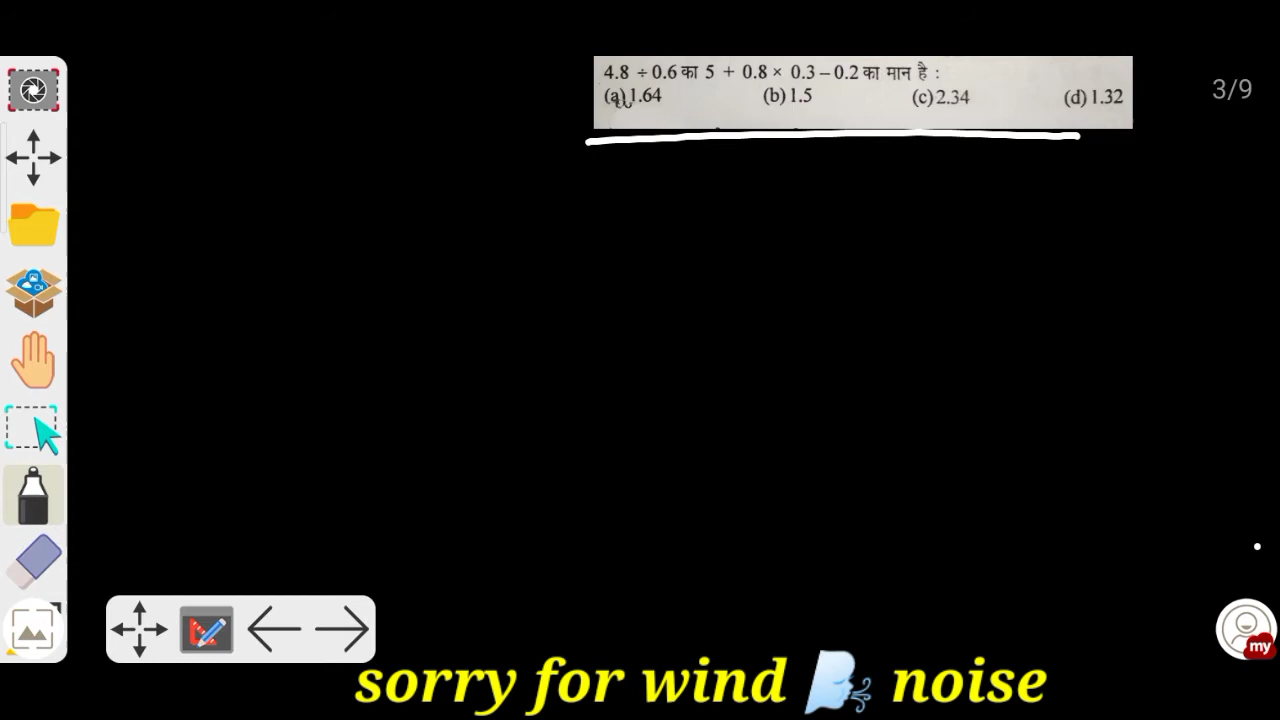 4.8 ÷ 0.6 का 5 + 0.8 × 0.3 – 0.2 का मान है :
(a) 1.64 (b) 1.5 (c) 2.34 (d) 1.32
3/9
my
sorry for wind 🌬️ noise